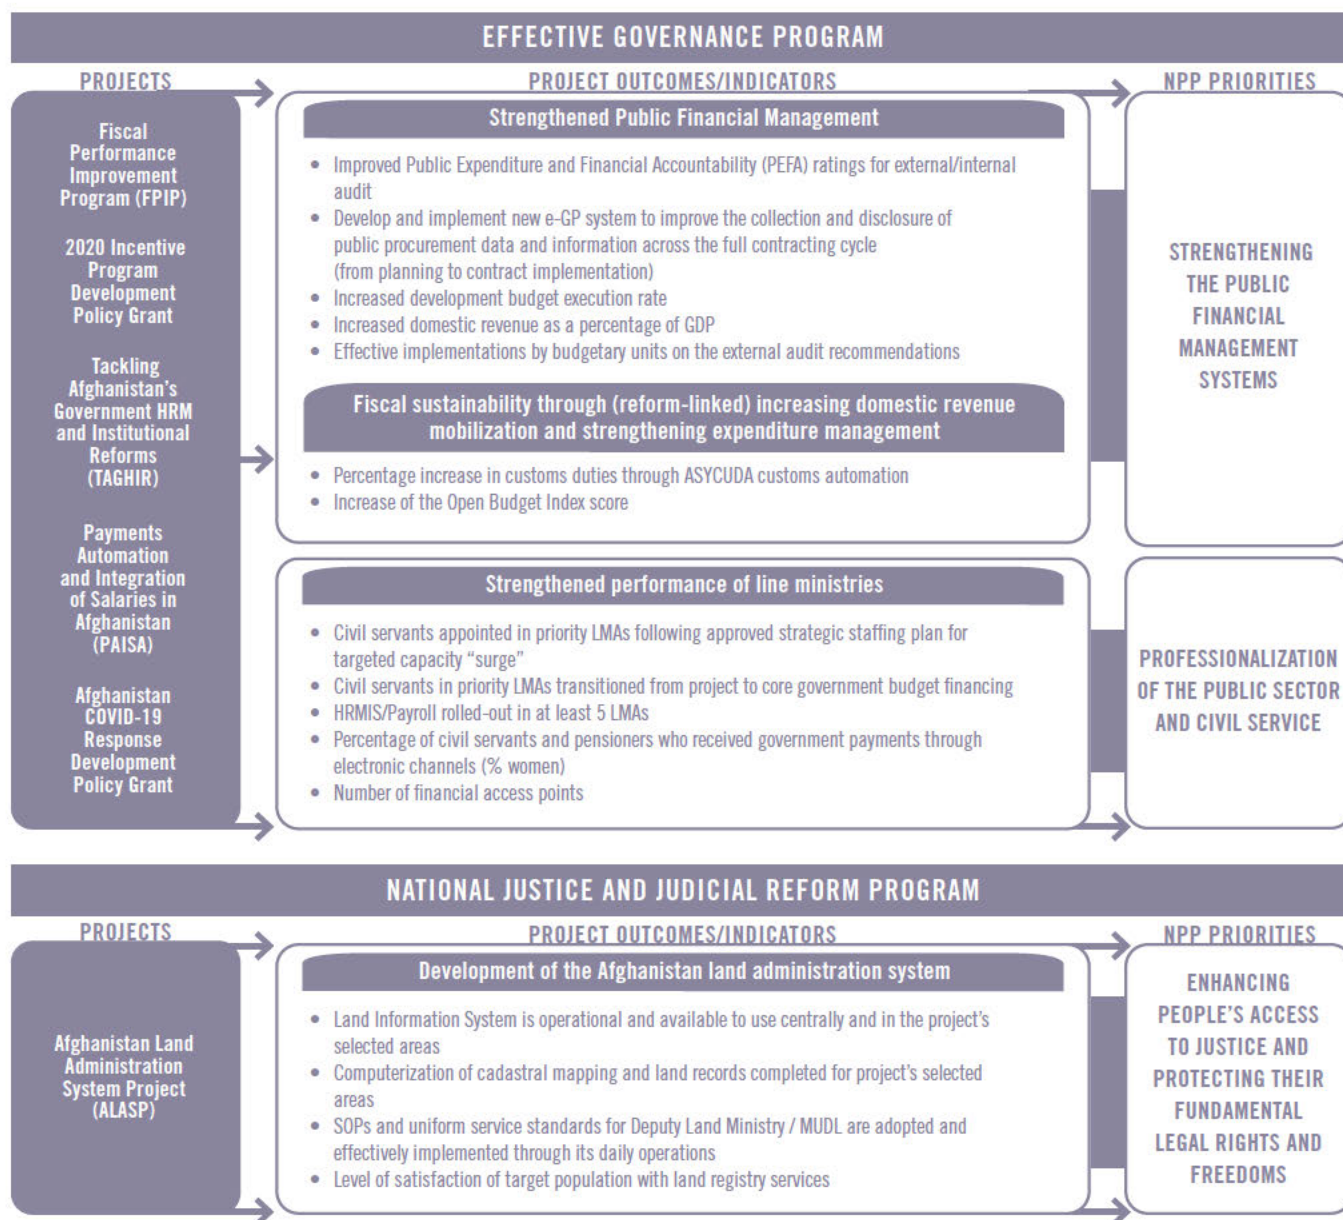 EFFECTIVE GOVERNANCE PROGRAM
PROJECTS
Fiscal
Performance
Improvement
Program (FPIP)
2020 Incentive
Program
Development
Policy Grant
Tackling
Afghanistan's
Government HRM
and Institutional
Reforms
(TAGHIR)
Payments
Automation
and Integration
of Salaries in
Afghanistan
(PAISA)
Afghanistan
COVID-19
Response
Development
Policy Grant
PROJECT OUTCOMES/INDICATORS
Strengthened Public Financial Management
• Improved Public Expenditure and Financial Accountability (PEFA) ratings for external/internal
audit
• Develop and implement new e-GP system to improve the collection and disclosure of
public procurement data and information across the full contracting cycle
(from planning to contract implementation)
• Increased development budget execution rate
• Increased domestic revenue as a percentage of GDP
• Effective implementations by budgetary units on the external audit recommendations
Fiscal sustainability through (reform-linked) increasing domestic revenue
mobilization and strengthening expenditure management
• Percentage increase in customs duties through ASYCUDA customs automation
• Increase of the Open Budget Index score
Strengthened performance of line ministries
• Civil servants appointed in priority LMAs following approved strategic staffing plan for
targeted capacity “surge”
• Civil servants in priority LMAs transitioned from project to core government budget financing
• HRMIS/Payroll rolled-out in at least 5 LMAs
• Percentage of civil servants and pensioners who received government payments through
electronic channels (% women)
• Number of financial access points
NPP PRIORITIES
STRENGTHENING
THE PUBLIC
FINANCIAL
MANAGEMENT
SYSTEMS
PROFESSIONALIZATION
OF THE PUBLIC SECTOR
AND CIVIL SERVICE
NATIONAL JUSTICE AND JUDICIAL REFORM PROGRAM
PROJECTS
Afghanistan Land
Administration
System Project
(ALASP)
PROJECT OUTCOMES/INDICATORS
Development of the Afghanistan land administration system
• Land Information System is operational and available to use centrally and in the project's
selected areas
• Computerization of cadastral mapping and land records completed for project's selected
areas
• SOPs and uniform service standards for Deputy Land Ministry / MUDL are adopted and
effectively implemented through its daily operations
• Level of satisfaction of target population with land registry services
NPP PRIORITIES
ENHANCING
PEOPLE'S ACCESS
TO JUSTICE AND
PROTECTING THEIR
FUNDAMENTAL
LEGAL RIGHTS AND
FREEDOMS